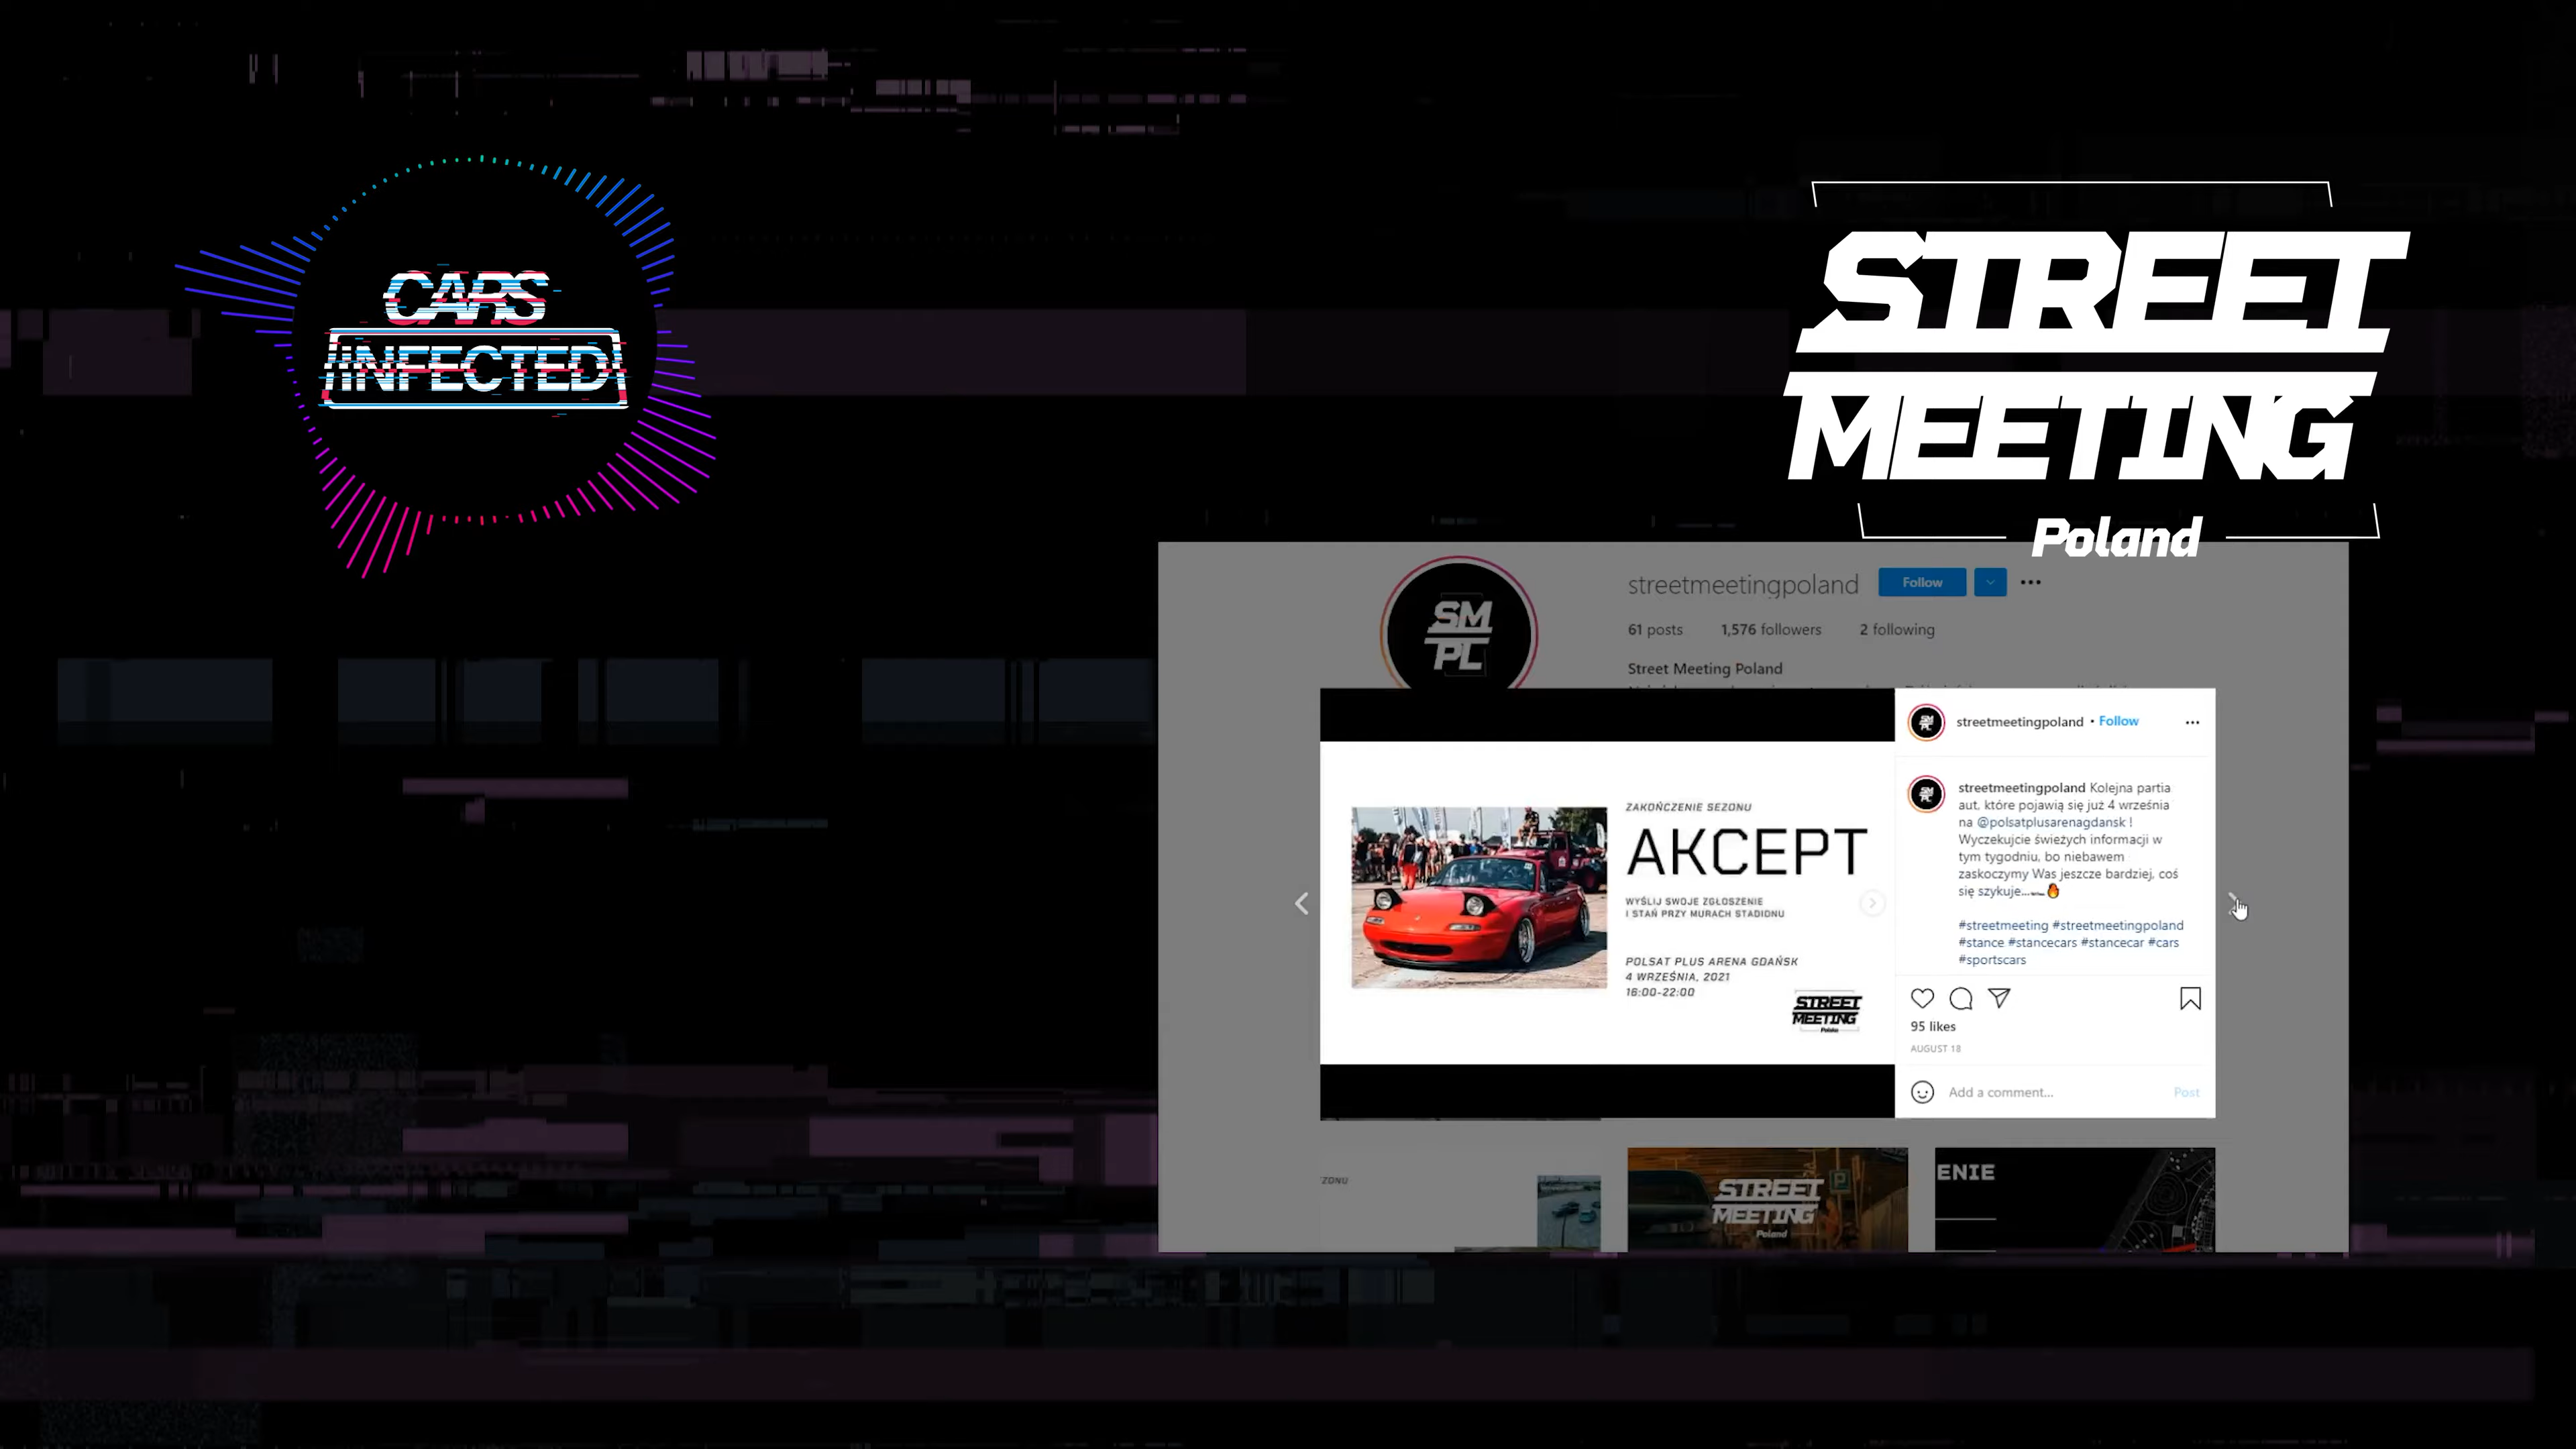 CARS
INFECTED
STREET
MEETING
Poland
SM
PL
streetmeetingpoland
Follow
61 posts 1,576 followers 2 following
Street Meeting Poland
ZAKOŃCZENIE SEZONU
AKCEPT
WYŚLIJ SWOJE ZGŁOSZENIE
I STAŃ PRZY MURACH STADIONU
POLSAT PLUS ARENA GDAŃSK
4 WRZEŚNIA, 2021
16:00-22:00
STREET
MEETING
SM
PL
streetmeetingpoland • Follow
SM
PL
streetmeetingpoland Kolejna partia
aut, które pojawią się już 4 września
na @polsatplusarenagdansk !
Wyczekujcie świeżych informacji w
tym tygodniu, bo niebawem
zaskoczymy Was jeszcze bardziej, coś
się szykuje...
#streetmeeting #streetmeetingpoland
#stance #stancecars #stancecar #cars
#sportscars
95 likes
AUGUST 18
Add a comment... Post
ZONU
STREET
MEETING
Poland
P
ENIE